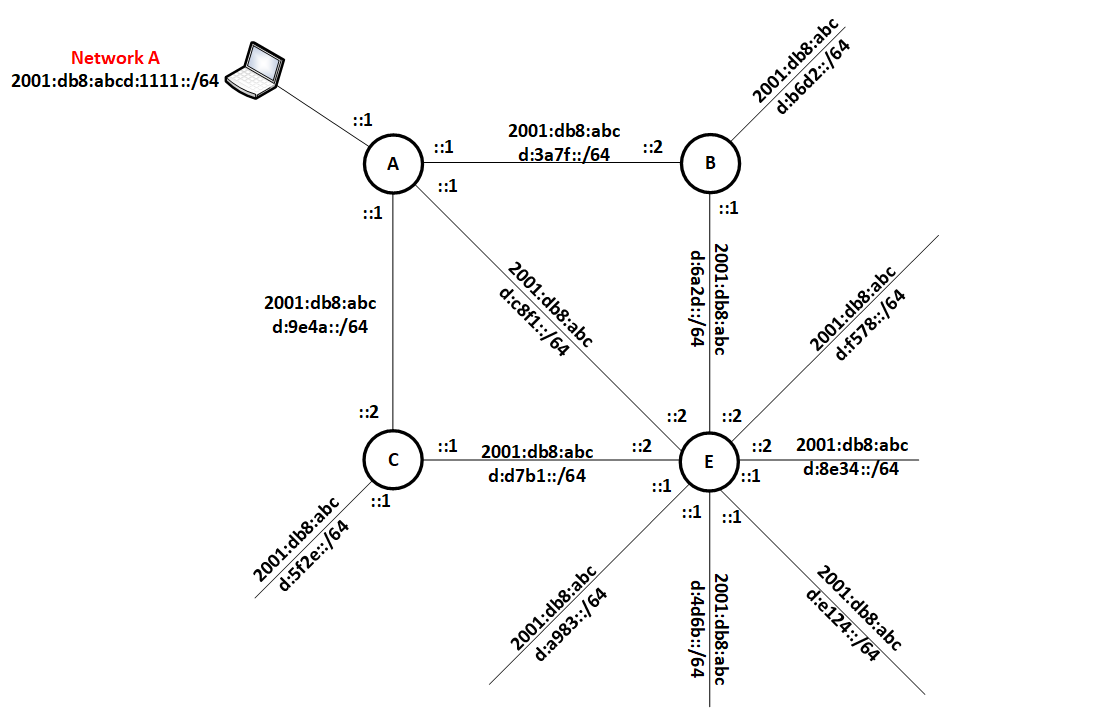 Network A
2001:db8:abcd:1111::/64
::1
A
::1
::1
::1
2001:db8:abc
d:3a7f::/64
::2
B
::1
2001:db8:abc
d:b6d2::/64
2001:db8:abc
d:9e4a::/64
2001:db8:abc
d:c8f1::/64
2001:db8:abc
d:6a2d::/64
2001:db8:abc
d:f578::/64
::2
C
::1
::1
2001:db8:abc
d:d7b1::/64
::2
::2
::2
::2
E
2001:db8:abc
d:8e34::/64
::1
::1
::1
::1
2001:db8:abc
d:5f2e::/64
2001:db8:abc
d:a983::/64
2001:db8:abc
d:4d6b::/64
2001:db8:abc
d:e124::/64